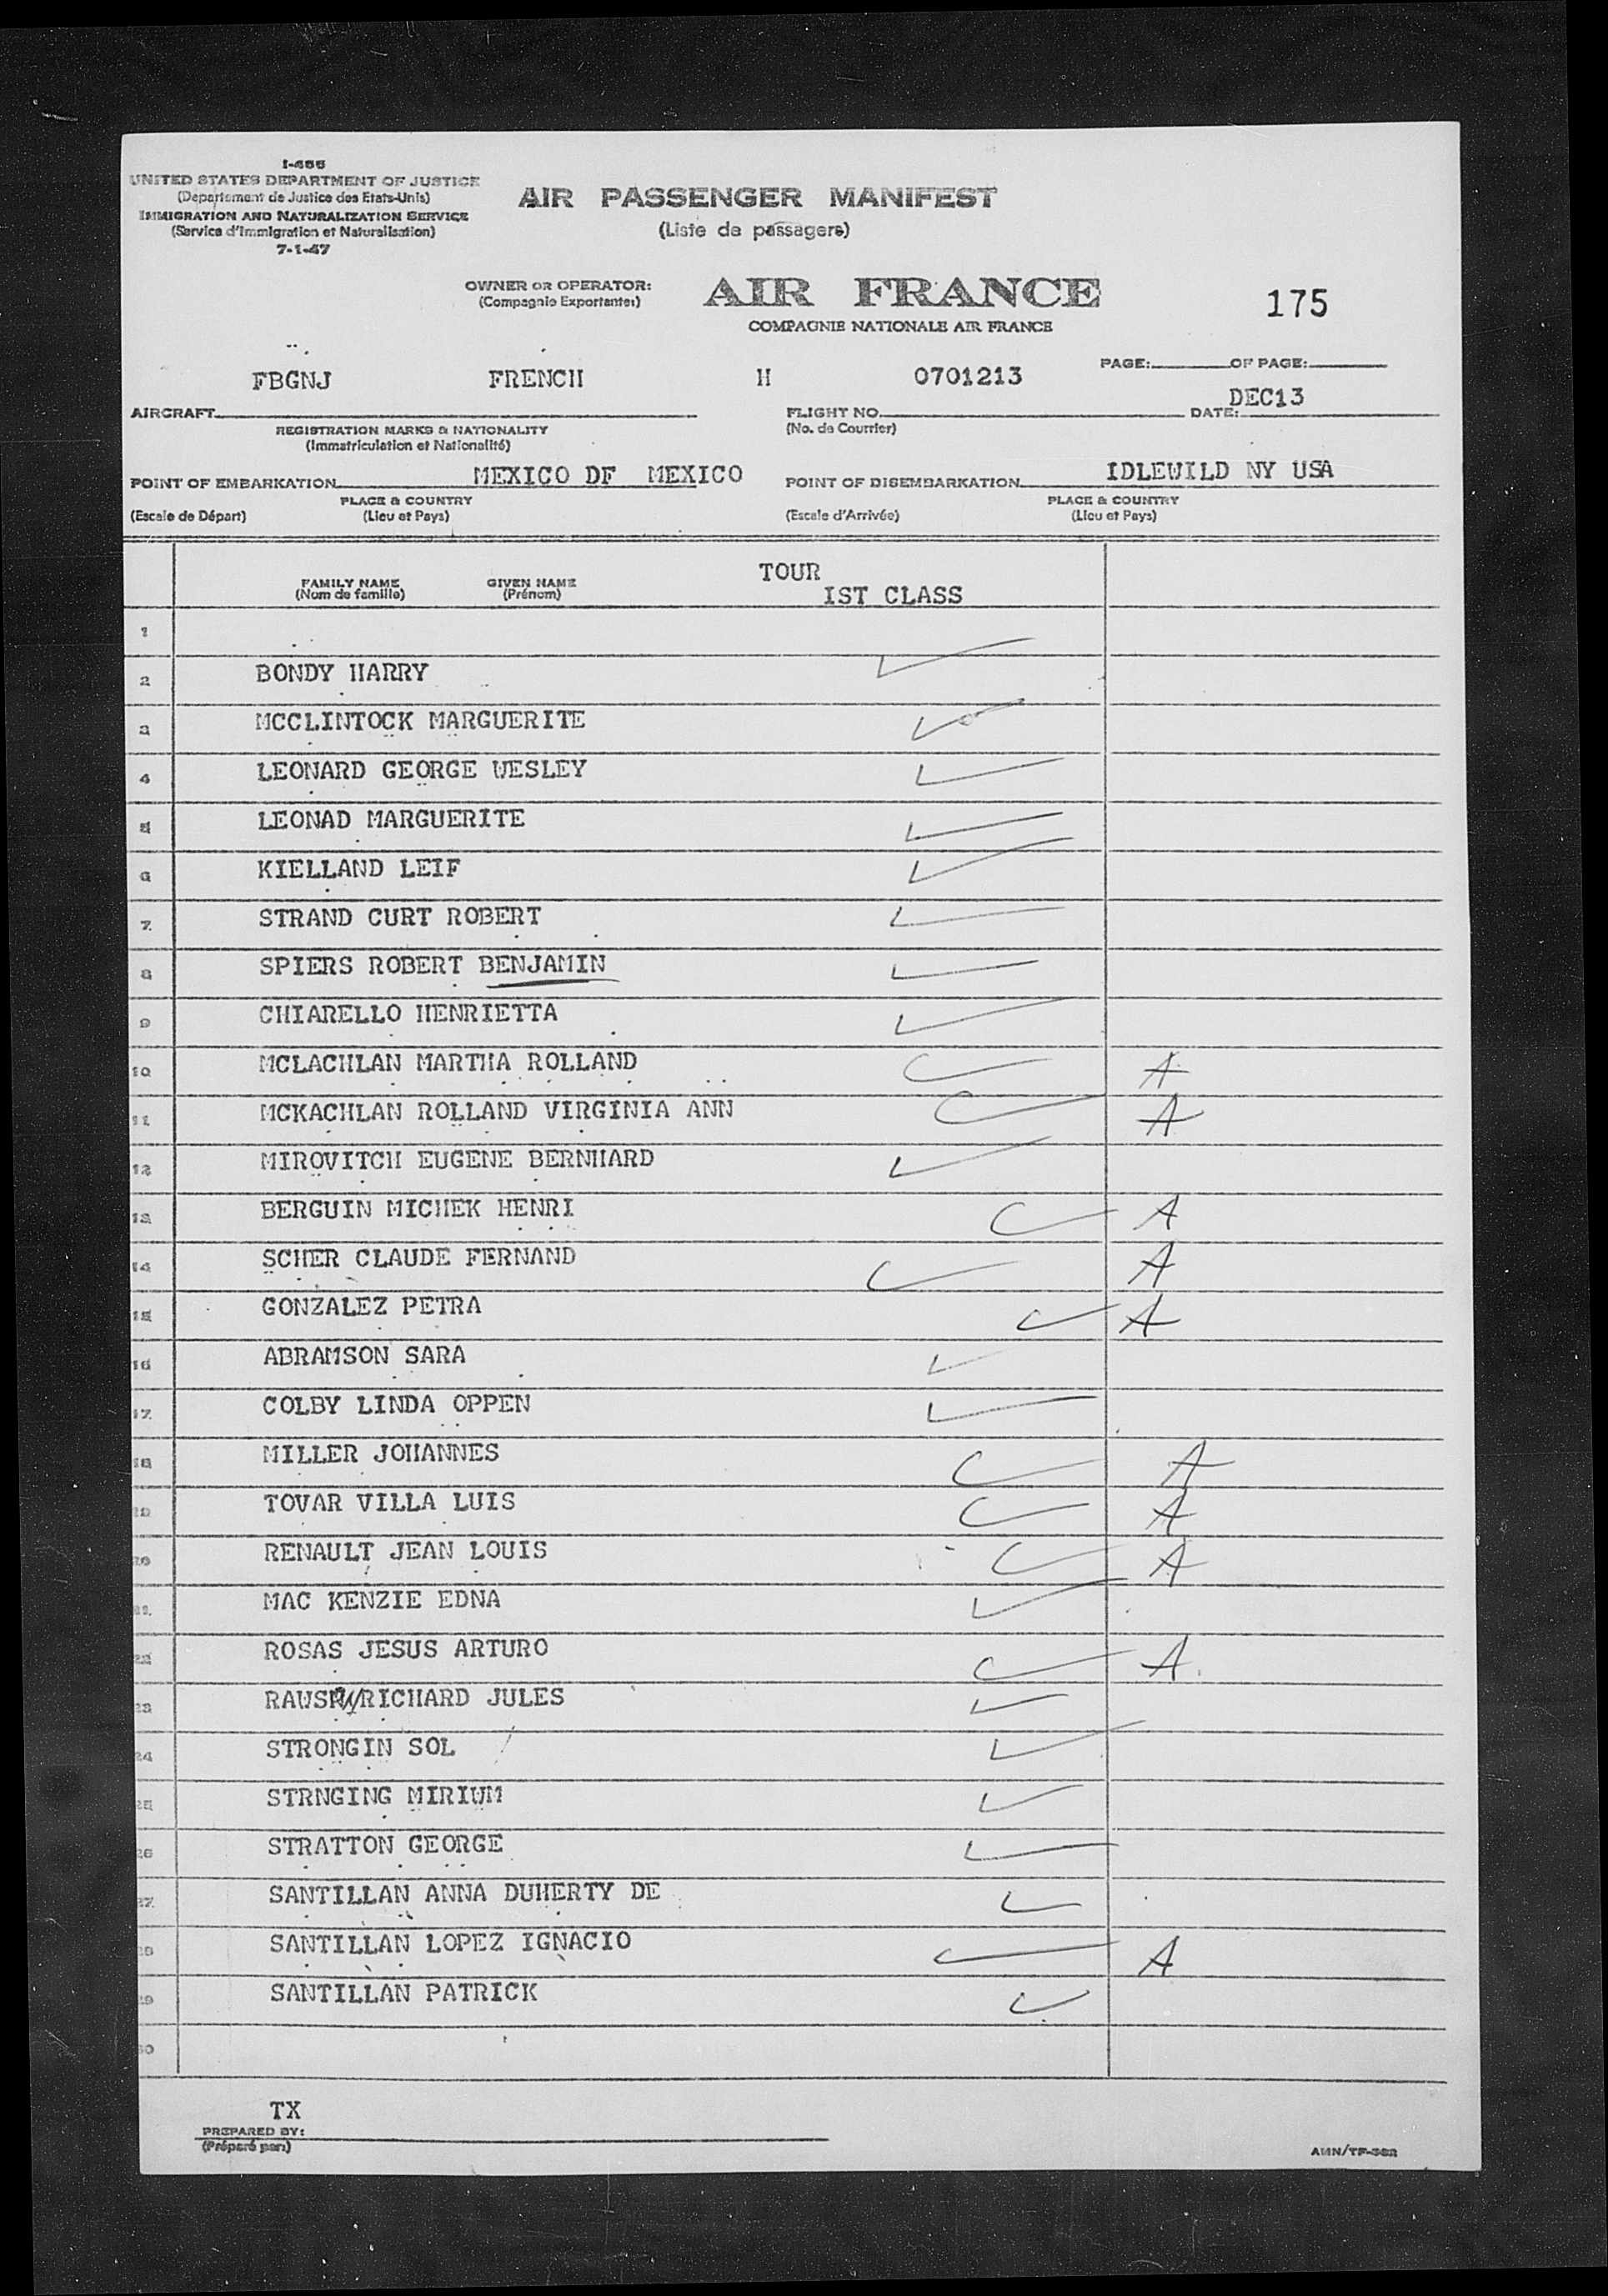 I-466
UNITED STATES DEPARTMENT OF JUSTICE
(Département de Justice des Etats-Unis)
IMMIGRATION AND NATURALIZATION SERVICE
(Service d'Immigration et Naturalisation)
7-1-47
AIR PASSENGER MANIFEST
(Liste de passagers)
OWNER OR OPERATOR:
(Compagnie Exportante:)
AIR FRANCE
COMPAGNIE NATIONALE AIR FRANCE
175
PAGE: OF PAGE:
FBGNJ FRENCH H 0701213 DEC13
AIRCRAFT FLIGHT NO. DATE:
REGISTRATION MARKS & NATIONALITY (No. de Courrier)
(Immatriculation et Nationalité)
MEXICO DF MEXICO IDLEWILD NY USA
POINT OF EMBARKATION POINT OF DISEMBARKATION
PLACE & COUNTRY PLACE & COUNTRY
(Escale de Départ) (Lieu et Pays) (Escale d'Arrivée) (Lieu et Pays)
FAMILY NAME GIVEN NAME TOUR
(Nom de famille) (Prénom) IST CLASS
1
2 BONDY HARRY
3 MCCLINTOCK MARGUERITE
4 LEONARD GEORGE WESLEY
5 LEONAD MARGUERITE
6 KIELLAND LEIF
7 STRAND CURT ROBERT
8 SPIERS ROBERT BENJAMIN
9 CHIARELLO HENRIETTA
10 MCLACHLAN MARTHA ROLLAND A
11 MCKACHLAN ROLLAND VIRGINIA ANN A
12 MIROVITCH EUGENE BERNHARD
13 BERGUIN MICHEK HENRI A
14 SCHER CLAUDE FERNAND A
15 GONZALEZ PETRA A
16 ABRAMSON SARA
17 COLBY LINDA OPPEN
18 MILLER JOHANNES A
19 TOVAR VILLA LUIS A
20 RENAULT JEAN LOUIS A
21 MAC KENZIE EDNA
22 ROSAS JESUS ARTURO A
23 RICHARD JULES
24 STRONGIN SOL
25 STRNGING MIRIUM
26 STRATTON GEORGE
27 SANTILLAN ANNA DUHERTY DE
28 SANTILLAN LOPEZ IGNACIO A
29 SANTILLAN PATRICK
30
TX
PREPARED BY:
(Préparé par:)